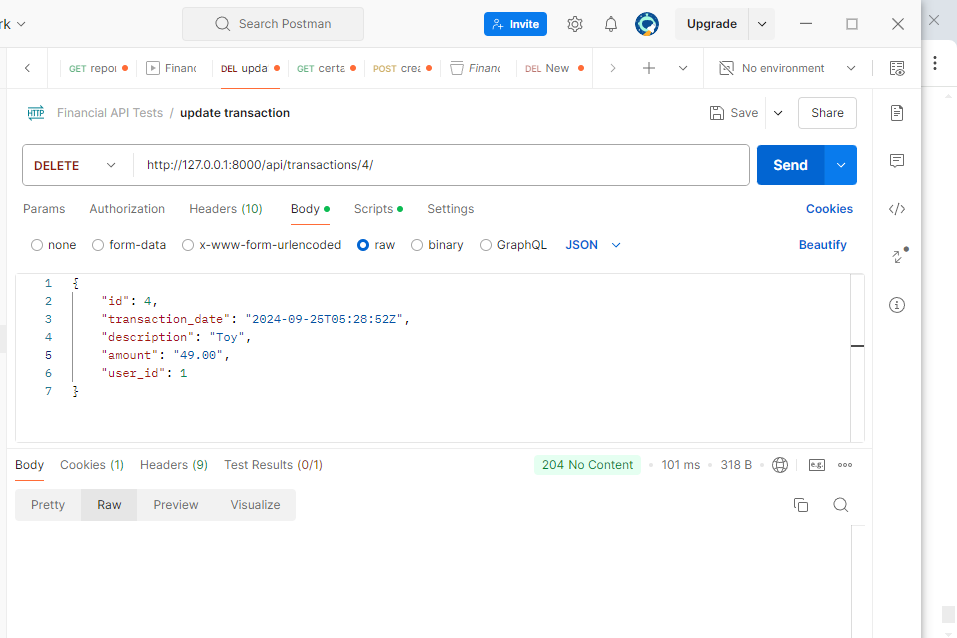 rk
Search Postman
Invite
Upgrade
GET repo
Financ
DEL upda
GET certa
POST crea
Financ
DEL New
No environment
HTTP
Financial API Tests / update transaction
Save
Share
DELETE
http://127.0.0.1:8000/api/transactions/4/
Send
Params
Authorization
Headers (10)
Body
Scripts
Settings
Cookies
none
form-data
x-www-form-urlencoded
raw
binary
GraphQL
JSON
Beautify
1 {
2 "id": 4,
3 "transaction_date": "2024-09-25T05:28:52Z",
4 "description": "Toy",
5 "amount": "49.00",
6 "user_id": 1
7 }
Body
Cookies (1)
Headers (9)
Test Results (0/1)
204 No Content
101 ms
318 B
e.g.
Pretty
Raw
Preview
Visualize